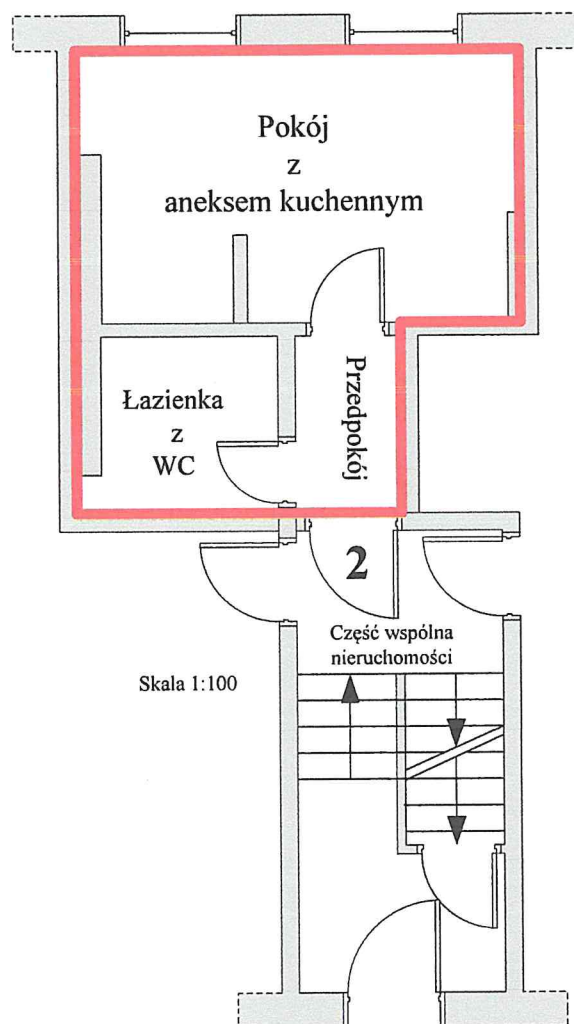 Pokój
z
aneksem kuchennym
Łazienka
z
WC
Przedpokój
2
Część wspólna
nieruchomości
Skala 1:100